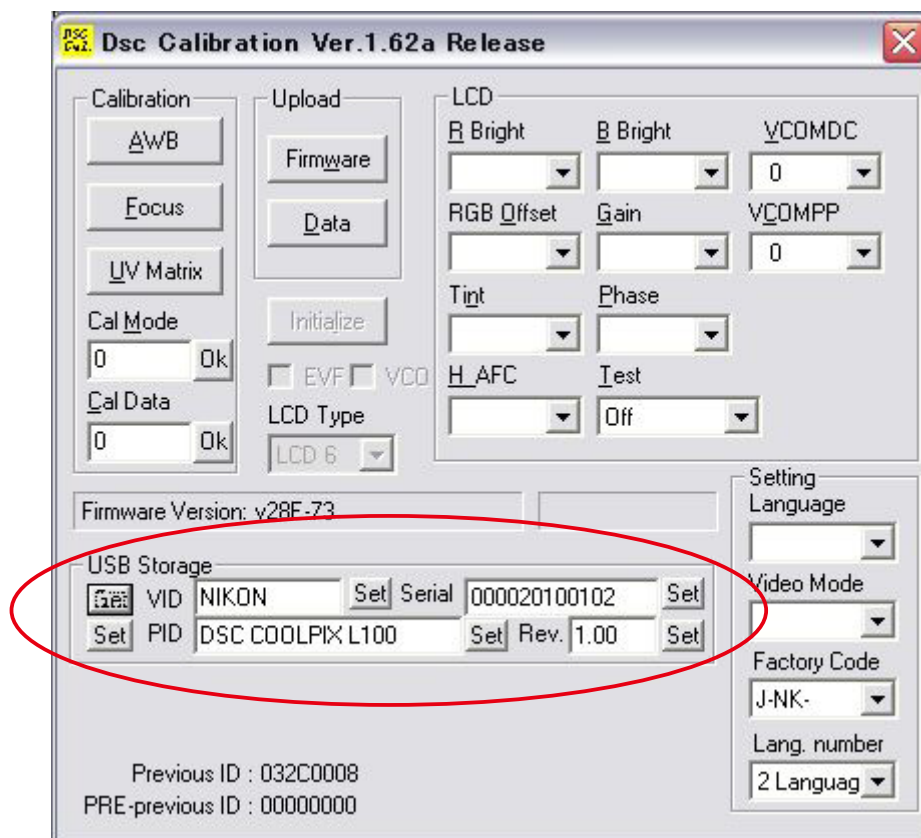 DSC CAL.
Dsc Calibration Ver.1.62a Release
Calibration
AWB
Focus
UV Matrix
Cal Mode
0 Ok
Cal Data
0 Ok
Upload
Firmware
Data
Initialize
EVF VCO
LCD Type
LCD 6
LCD
R Bright B Bright VCOMDC
0
RGB Offset Gain VCOMPP
0
Tint Phase
H_AFC Test
Off
Firmware Version: v28E-73
USB Storage
Get VID NIKON Set Serial 000020100102 Set
Set PID DSC COOLPIX L100 Set Rev. 1.00 Set
Setting
Language
Video Mode
Factory Code
J-NK-
Lang. number
2 Languag
Previous ID : 032C0008
PRE-previous ID : 00000000